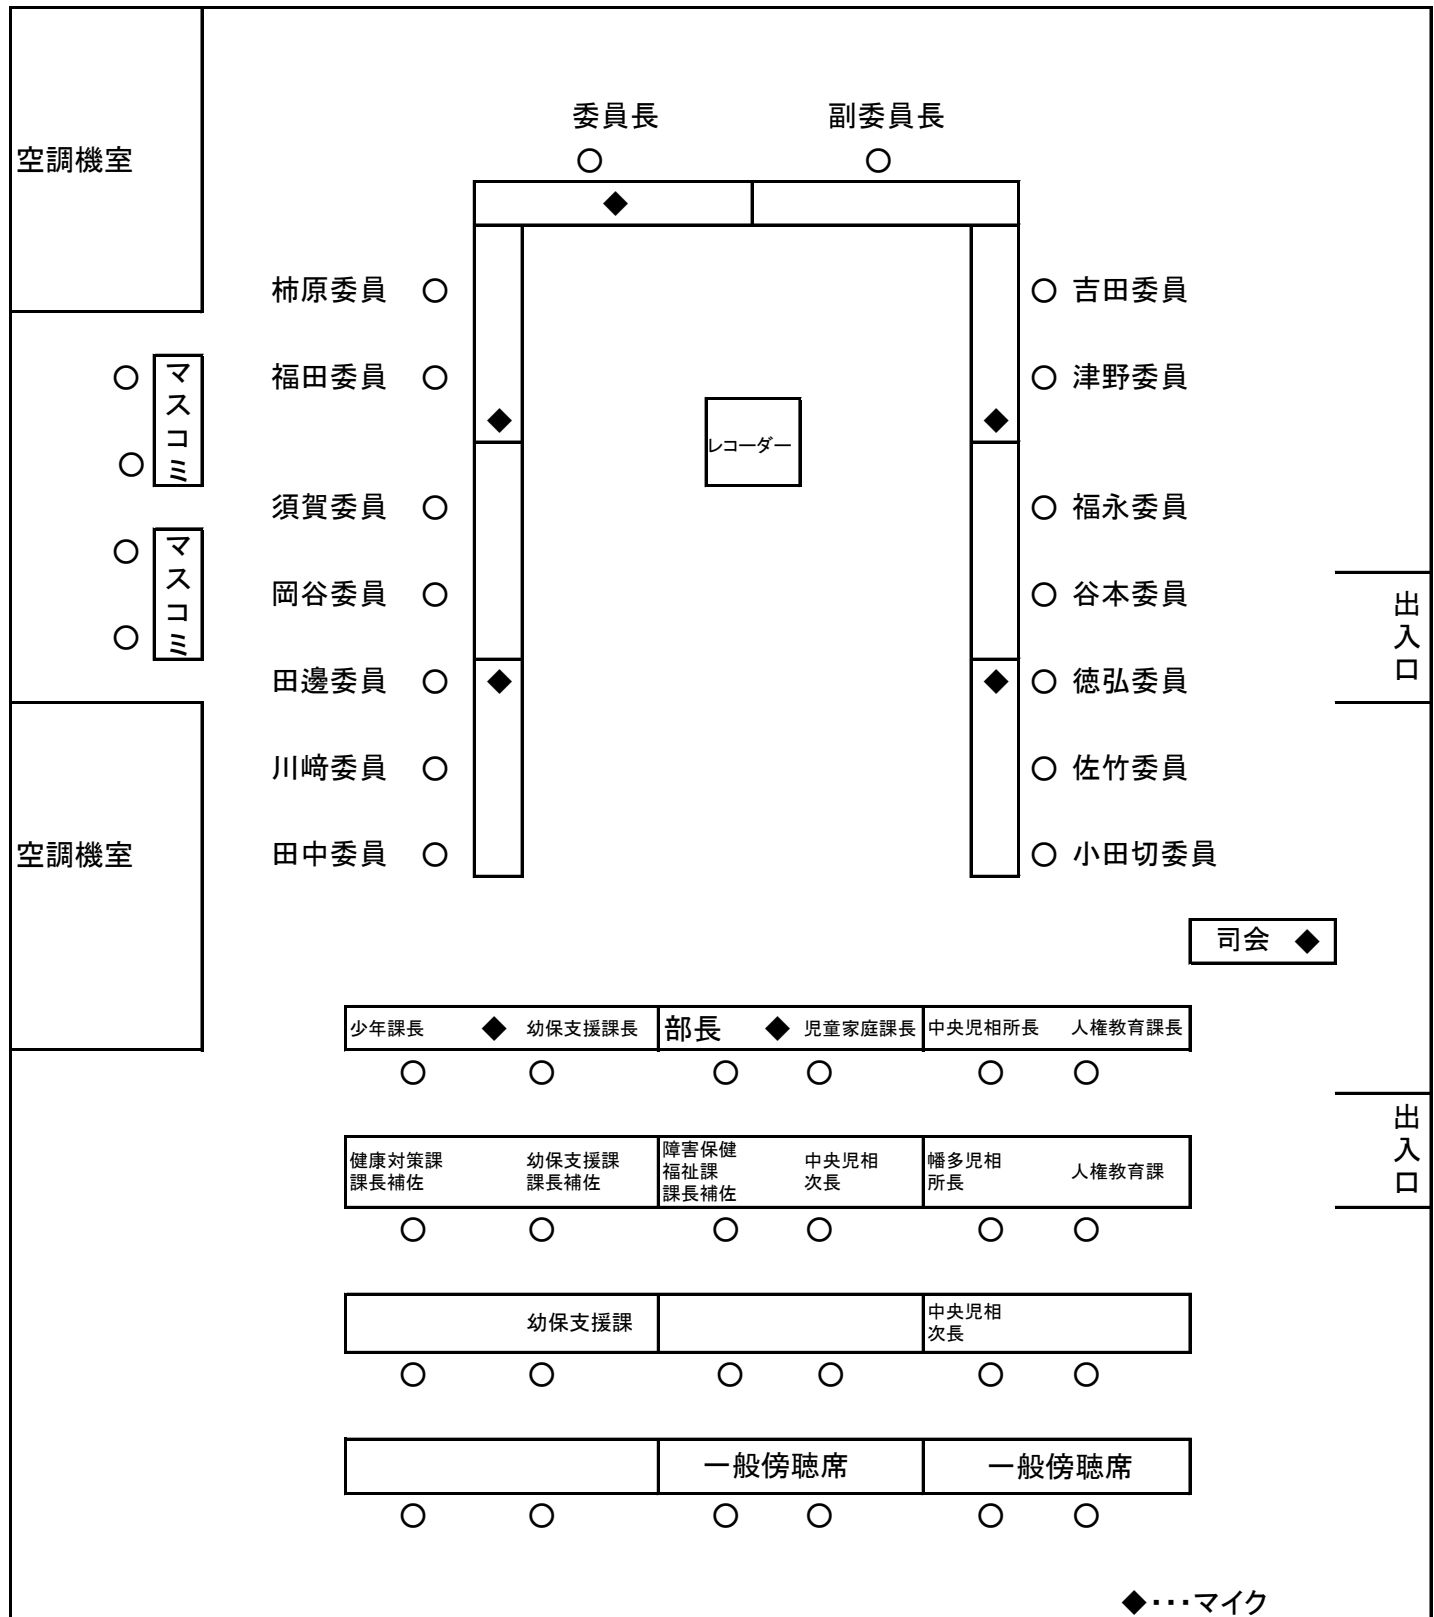 委員長 副委員長
空調機室
◆
柿原委員 ○ ○ 吉田委員
マスコミ
福田委員 ○ ○ 津野委員
◆ ◆
レコーダー
須賀委員 ○ ○ 福永委員
マスコミ
岡谷委員 ○ ○ 谷本委員
出入口
田邊委員 ○ ◆ ◆ ○ 徳弘委員
川﨑委員 ○ ○ 佐竹委員
空調機室
田中委員 ○ ○ 小田切委員
司会 ◆
少年課長 ◆ 幼保支援課長 部長 ◆ 児童家庭課長 中央児相所長 人権教育課長
出入口
健康対策課
課長補佐
幼保支援課
課長補佐
障害保健
福祉課
課長補佐
中央児相
次長
幡多児相
所長
人権教育課
幼保支援課
中央児相
次長
一般傍聴席 一般傍聴席
◆・・・マイク